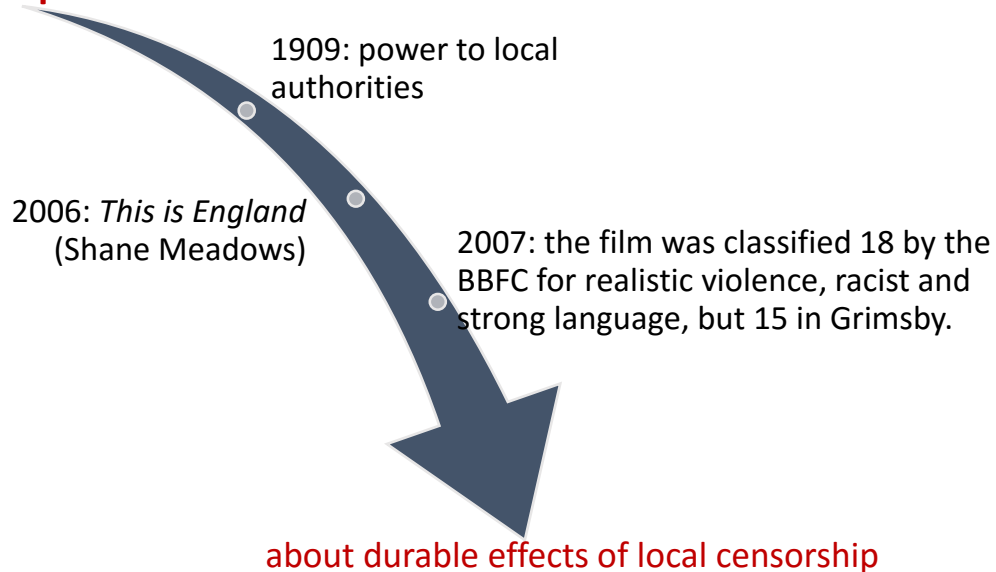 1909: power to local
authorities
2006: This is England
(Shane Meadows)
2007: the film was classified 18 by the
BBFC for realistic violence, racist and
strong language, but 15 in Grimsby.
about durable effects of local censorship